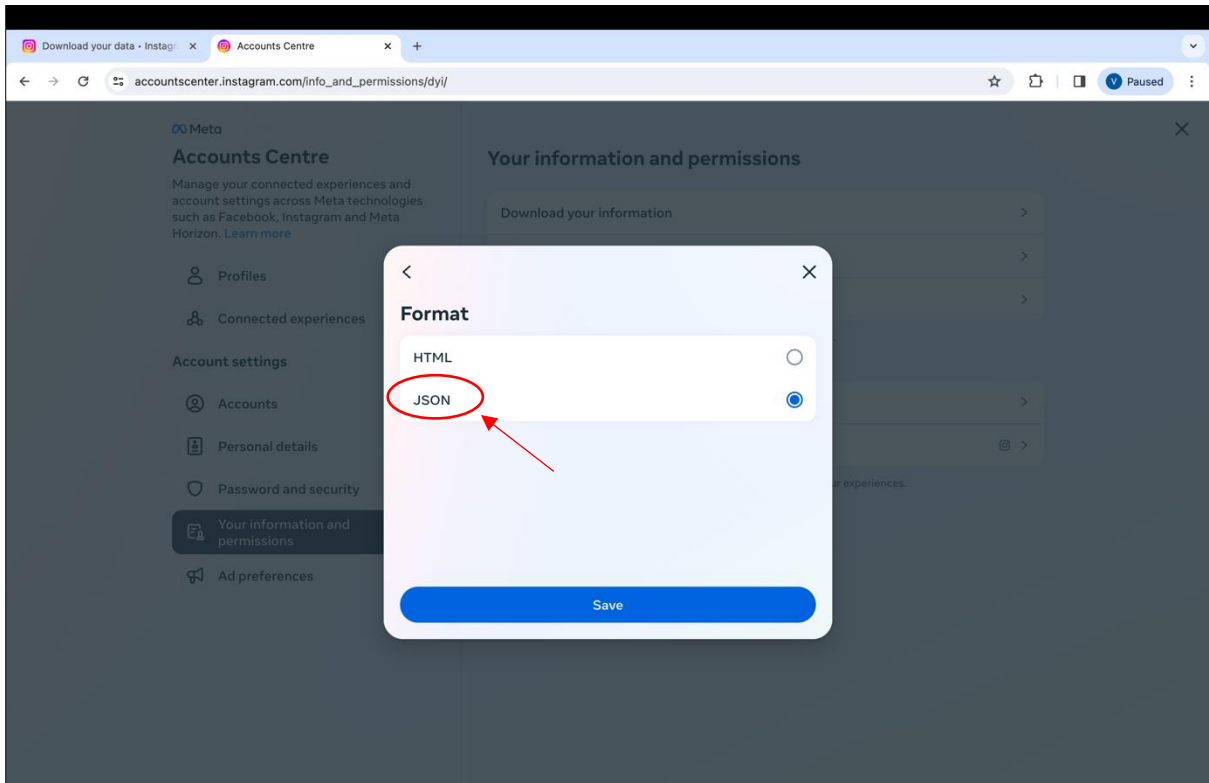 Download your data · Instagr
Accounts Centre
accountscenter.instagram.com/info_and_permissions/dyi/
V Paused
Meta
Accounts Centre
Manage your connected experiences and
account settings across Meta technologies
such as Facebook, Instagram and Meta
Horizon. Learn more
Profiles
Connected experiences
Account settings
Accounts
Personal details
Password and security
Your information and
permissions
Ad preferences
Your information and permissions
Download your information
Format
HTML
JSON
Save
experiences.